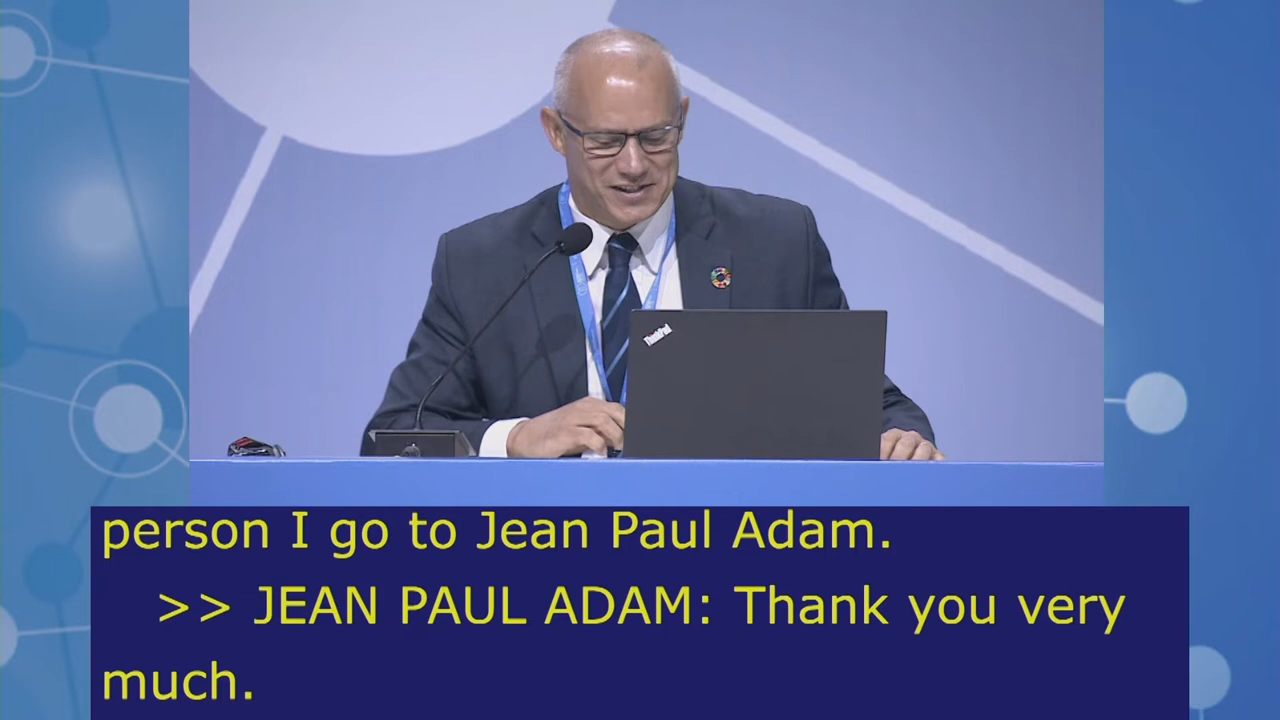 ThinkPad
person I go to Jean Paul Adam.
>> JEAN PAUL ADAM: Thank you very
much.